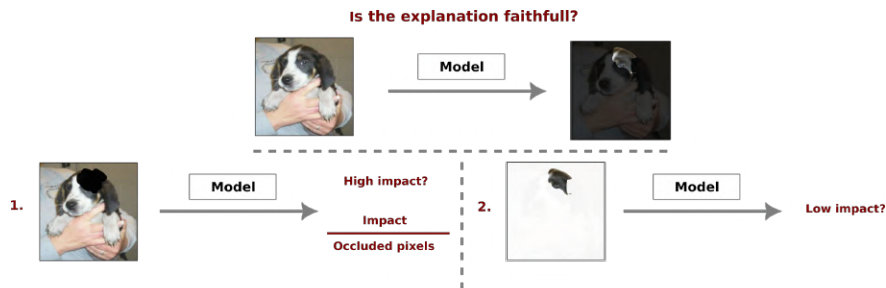 Is the explanation faithfull?
Model
1.
Model
High impact?
Impact
Occluded pixels
2.
Model
Low impact?